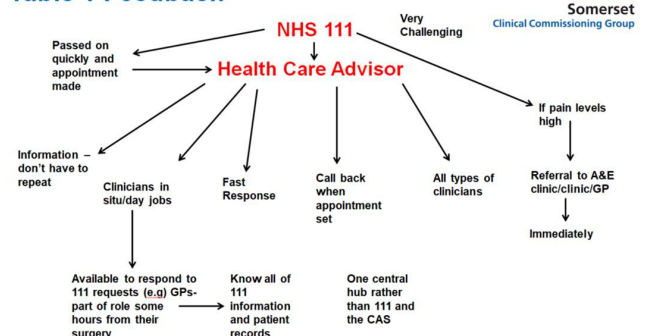 Somerset
Clinical Commissioning Group
NHS 111
Very
Challenging
Passed on
quickly and
appointment
made
Health Care Advisor
If pain levels
high
Information –
don't have to
repeat
Clinicians in
situ/day jobs
Fast
Response
Call back
when
appointment
set
All types of
clinicians
Referral to A&E
clinic/clinic/GP
Immediately
Available to respond to
111 requests (e.g) GPs-
part of role some
hours from their
surgery
Know all of
111
information
and patient
records
One central
hub rather
than 111 and
the CAS